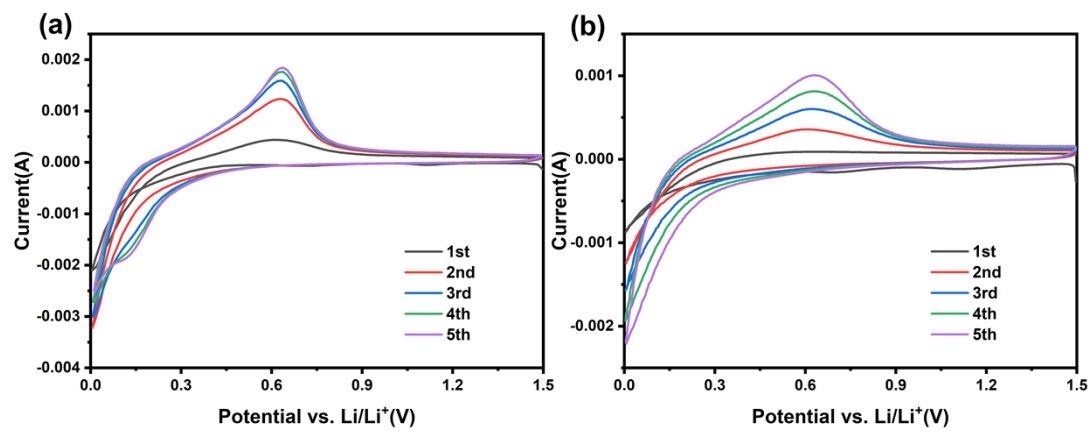 (a)
Current(A)
0.002
0.001
0.000
-0.001
-0.002
-0.003
-0.004
1st
2nd
3rd
4th
5th
0.0 0.3 0.6 0.9 1.2 1.5
Potential vs. Li/Li⁺(V)
(b)
Current(A)
0.001
0.000
-0.001
-0.002
1st
2nd
3rd
4th
5th
0.0 0.3 0.6 0.9 1.2 1.5
Potential vs. Li/Li⁺(V)